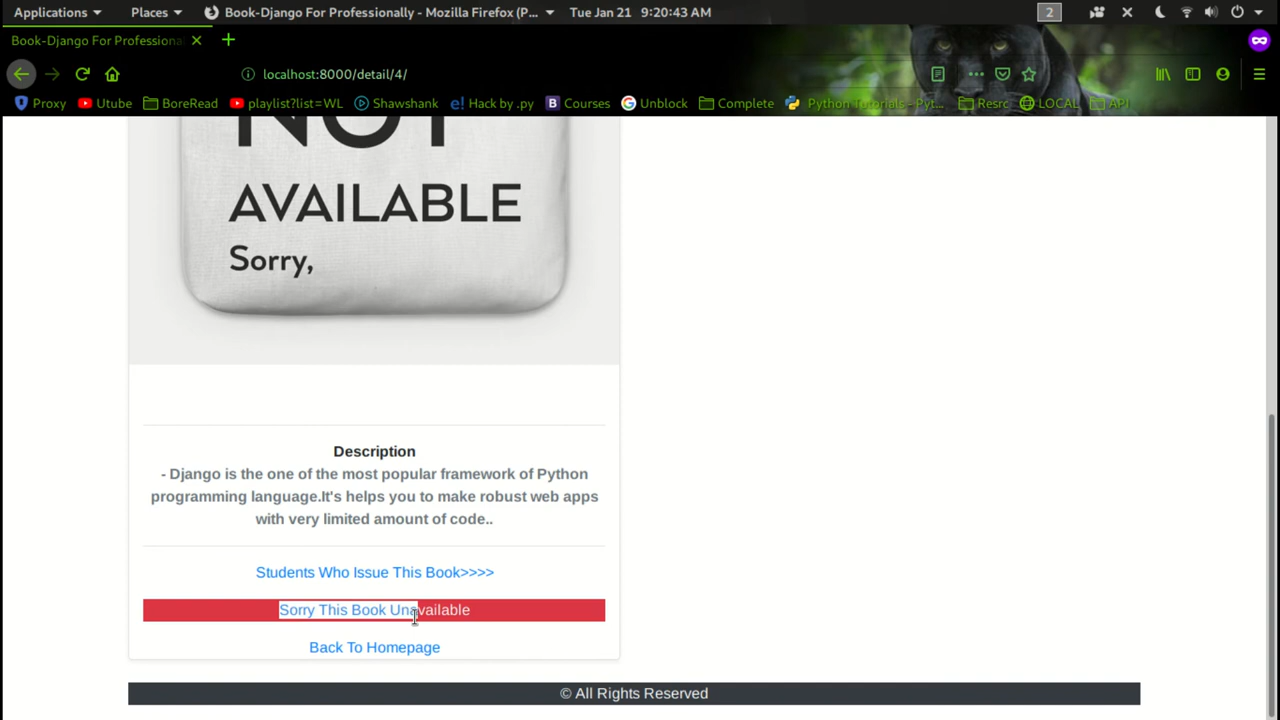 Applications Places Book-Django For Professionally - Mozilla Firefox (P... Tue Jan 21 9:20:43 AM 2
Book-Django For Professiona
localhost:8000/detail/4/
Proxy Utube BoreRead playlist?list=WL Shawshank e! Hack by .py B Courses G Unblock Complete Python Tutorials - Pyt... Resrc LOCAL API
NOT
AVAILABLE
Sorry,
Description
- Django is the one of the most popular framework of Python
programming language.It's helps you to make robust web apps
with very limited amount of code..
Students Who Issue This Book>>>>
Sorry This Book Unavailable
Back To Homepage
© All Rights Reserved